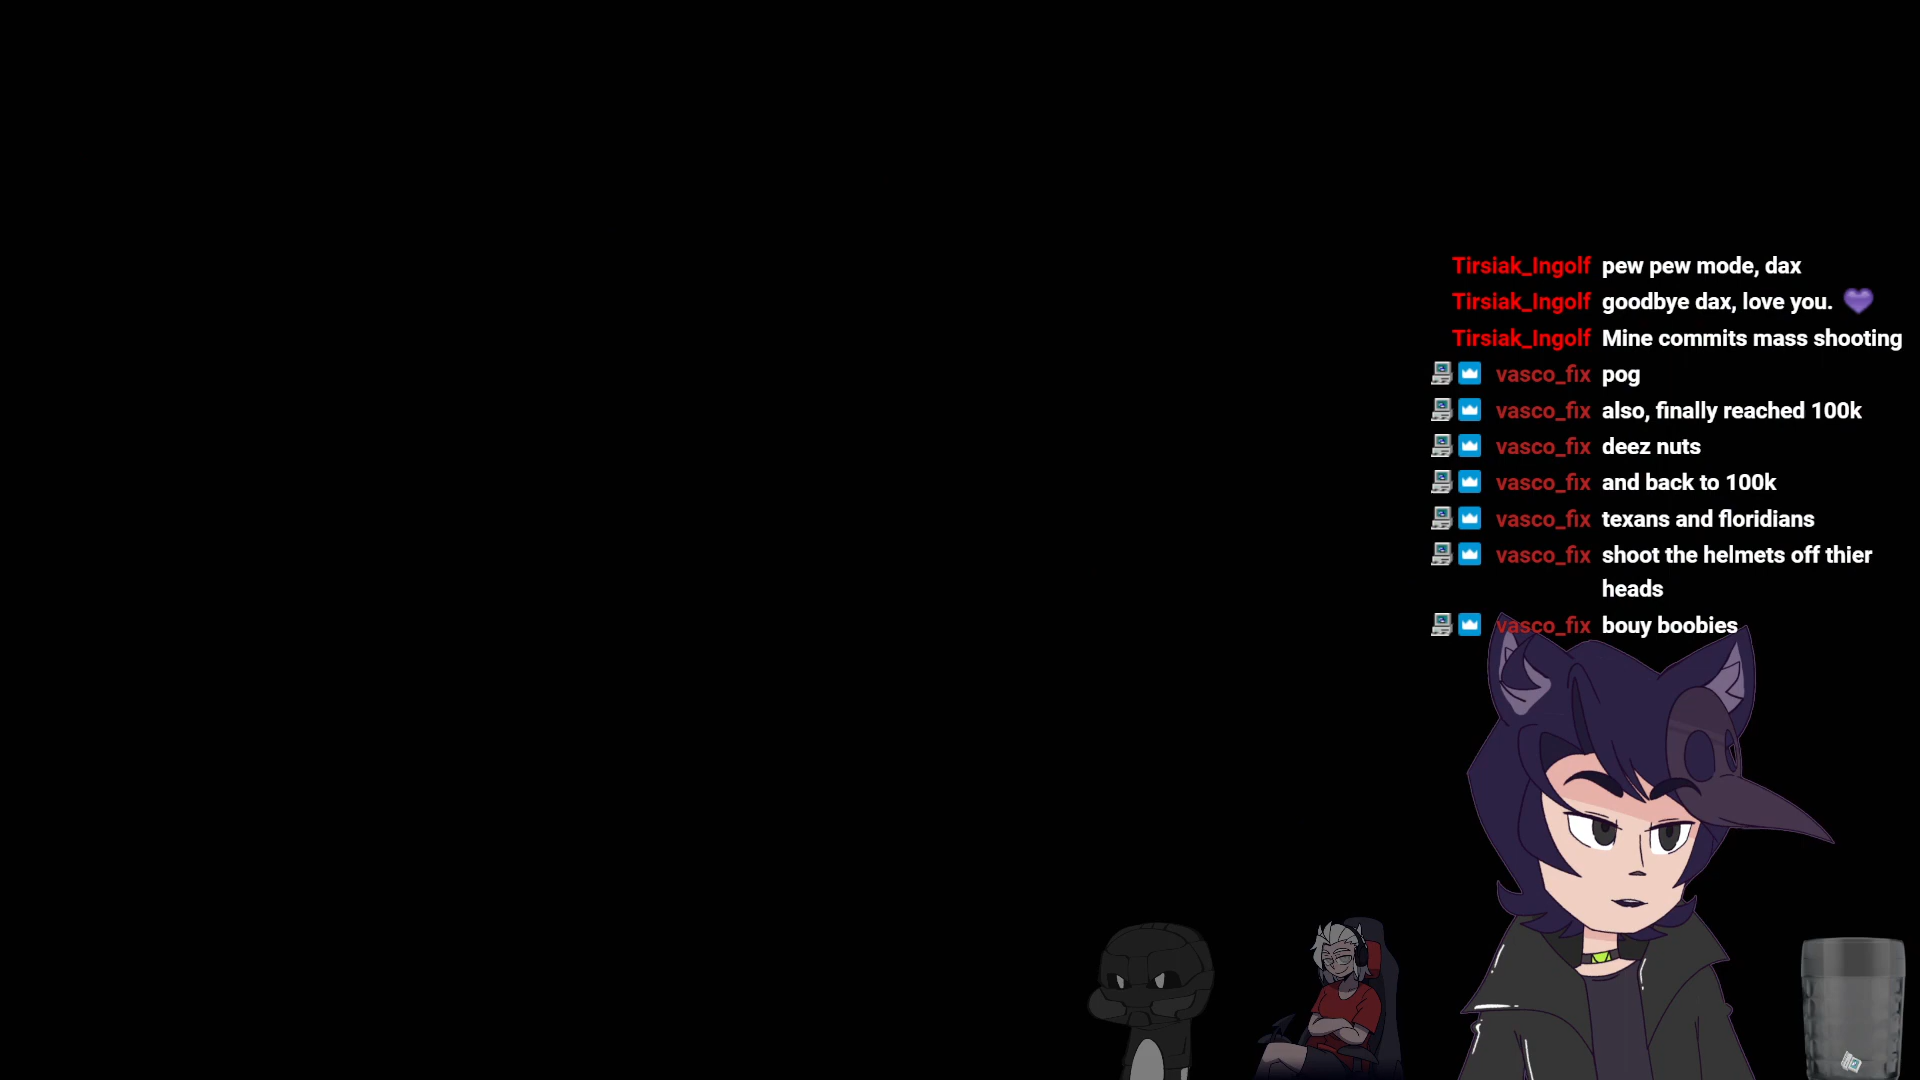 Tirsiak_Ingolf pew pew mode, dax
Tirsiak_Ingolf goodbye dax, love you. 💜
Tirsiak_Ingolf Mine commits mass shooting
vasco_fix pog
vasco_fix also, finally reached 100k
vasco_fix deez nuts
vasco_fix and back to 100k
vasco_fix texans and floridians
vasco_fix shoot the helmets off thier
heads
vasco_fix bouy boobies